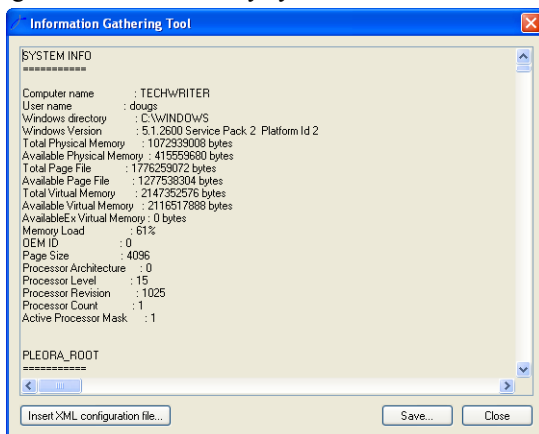 Information Gathering Tool
SYSTEM INFO
===========
Computer name : TECHWRITER
User name : dougs
Windows directory : C:\WINDOWS
Windows Version : 5.1.2600 Service Pack 2 Platform Id 2
Total Physical Memory : 1072939008 bytes
Available Physical Memory : 415559680 bytes
Total Page File : 1776259072 bytes
Available Page File : 1277538304 bytes
Total Virtual Memory : 2147352576 bytes
Available Virtual Memory : 2116517888 bytes
AvailableEx Virtual Memory : 0 bytes
Memory Load : 61%
OEM ID : 0
Page Size : 4096
Processor Architecture : 0
Processor Level : 15
Processor Revision : 1025
Processor Count : 1
Active Processor Mask : 1
PLEORA_ROOT
===========
Insert XML configuration file...
Save...
Close